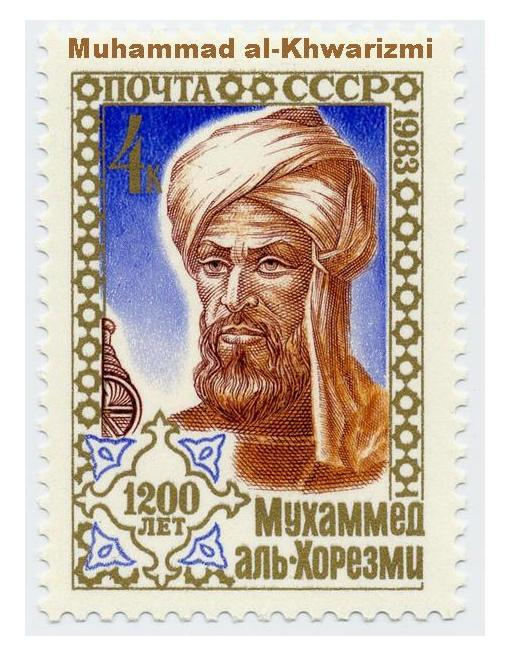 Muhammad al-Khwarizmi
ПОЧТА СССР
1983
4к
1200
ЛЕТ
Мухаммед
аль-Хорезми